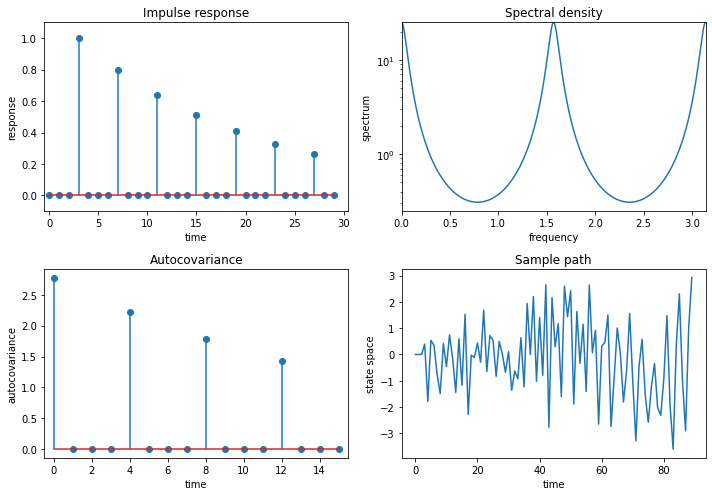 Impulse response
response
1.0
0.8
0.6
0.4
0.2
0.0
0 5 10 15 20 25 30
time
Spectral density
spectrum
10¹
10⁰
0.0 0.5 1.0 1.5 2.0 2.5 3.0
frequency
Autocovariance
autocovariance
2.5
2.0
1.5
1.0
0.5
0.0
0 2 4 6 8 10 12 14
time
Sample path
state space
3
2
1
0
−1
−2
−3
0 20 40 60 80
time